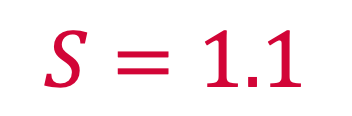 S = 1.1